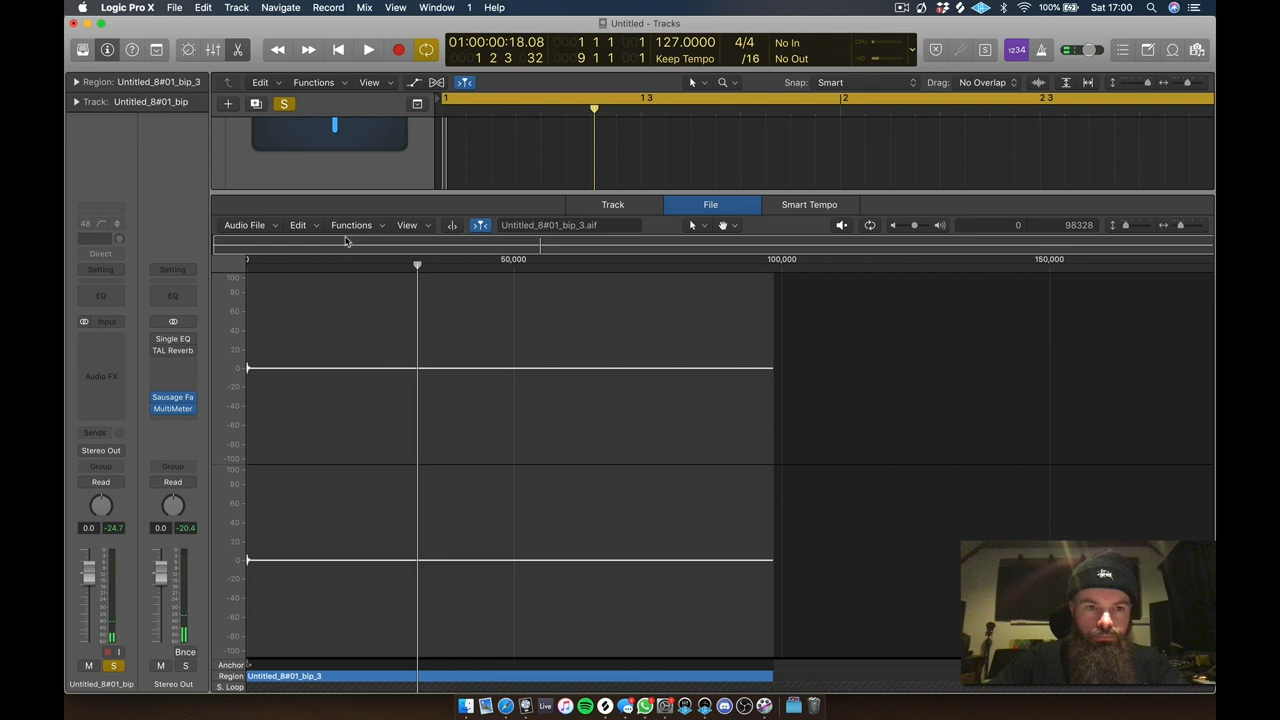 Logic Pro X File Edit Track Navigate Record Mix View Window 1 Help 100% Sat 17:00
Untitled - Tracks
01:00:00:18.08 1 1 1 1 127.0000 4/4 No In
1 2 3 32 9 1 1 1 Keep Tempo /16 No Out
1234
CPU
HD
Region: Untitled_8#01_bip_3 Edit Functions View Snap: Smart Drag: No Overlap
Track: Untitled_8#01_bip S 1 1 3 2 2 3
Track File Smart Tempo
Audio File Edit Functions View Untitled_8#01_bip_3.aif 0 98328
50,000 100,000 150,000
48
Direct
Setting Setting
EQ EQ
Input
Single EQ
TAL Reverb
Audio FX
Sausage Fa
MultiMeter
Sends
Stereo Out
Group Group
Read Read
0.0 -24.7 0.0 -20.4
R I Bnce
M S M S
Untitled_8#01_bip Stereo Out
100
80
60
40
20
0
-20
-40
-60
-80
-100
100
80
60
40
20
0
-20
-40
-60
-80
-100
Anchor
Region Untitled_8#01_bip_3
S. Loop
Live